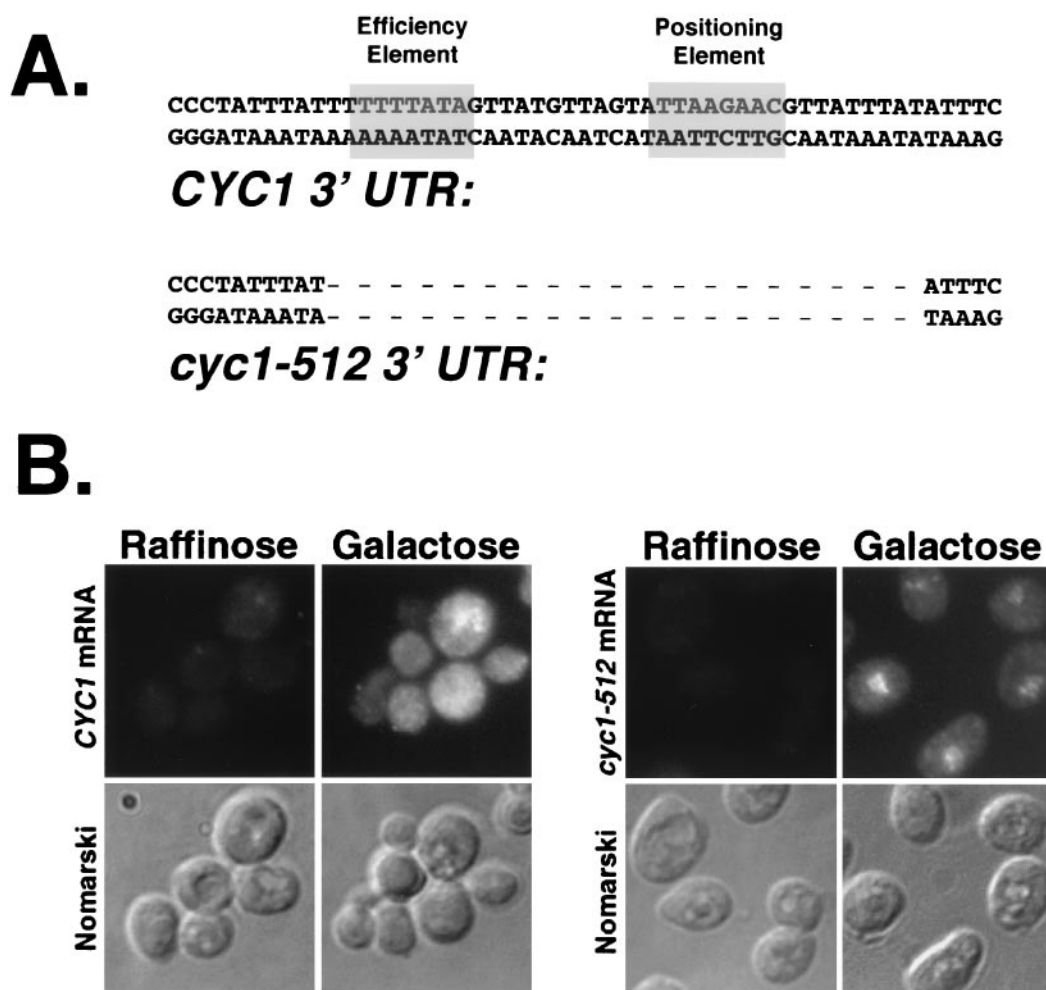 A.
Efficiency Element
Positioning Element
CCCTATTTATTTTTTTATAGTTATGTTAGTATTAAGAACGTTATTTATATTTC
GGGATAAATAAAAAAATATCAATACAATCATAATTCTTGCAATAAATATAAAG
CYC1 3' UTR:
CCCTATTTAT- - - - - - - - - - - - - - - - - - - ATTTC
GGGATAAATA- - - - - - - - - - - - - - - - - - - TAAAG
cyc1-512 3' UTR:
B.
Raffinose Galactose
CYC1 mRNA
Nomarski
Raffinose Galactose
cyc1-512 mRNA
Nomarski